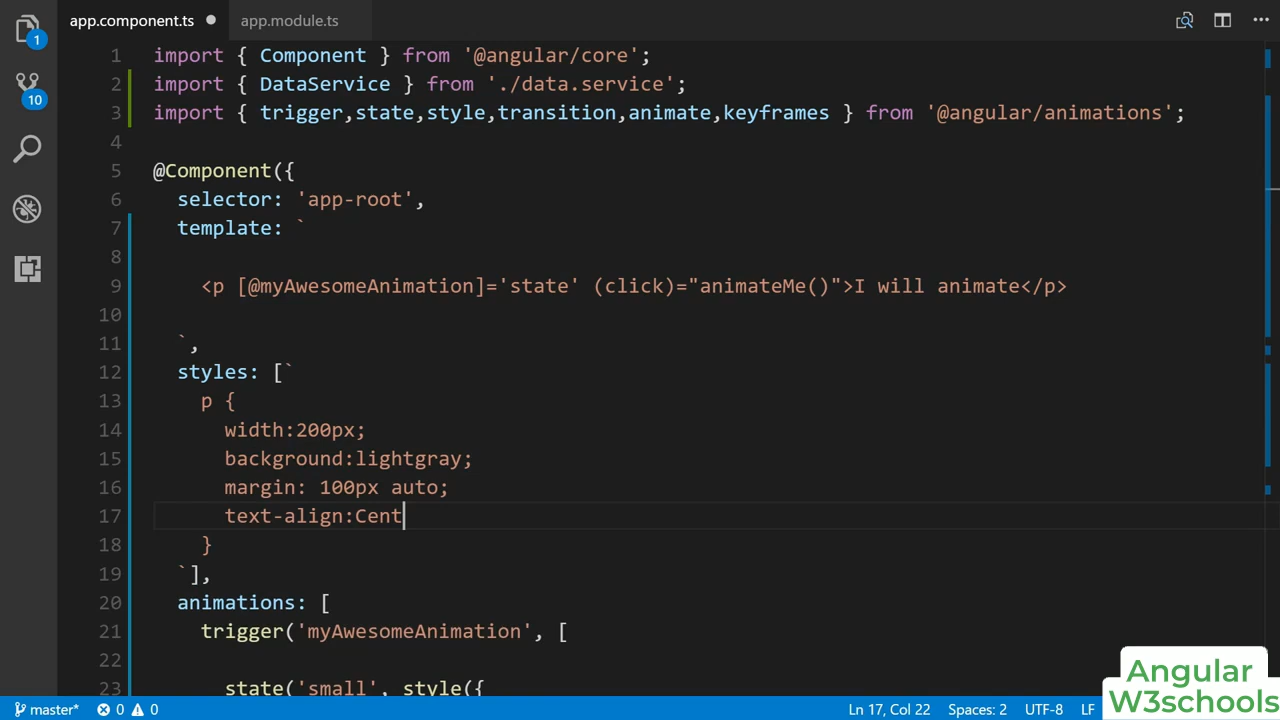 app.component.ts app.module.ts
1 import { Component } from '@angular/core';
2 import { DataService } from './data.service';
3 import { trigger,state,style,transition,animate,keyframes } from '@angular/animations';
4
5 @Component({
6 selector: 'app-root',
7 template: `
8
9 <p [@myAwesomeAnimation]='state' (click)="animateMe()">I will animate</p>
10
11 `,
12 styles: [`
13 p {
14 width:200px;
15 background:lightgray;
16 margin: 100px auto;
17 text-align:Cent
18 }
19 `],
20 animations: [
21 trigger('myAwesomeAnimation', [
22
23 state('small', style({
1
10
master* 0 0 Ln 17, Col 22 Spaces: 2 UTF-8 LF
Angular
W3schools